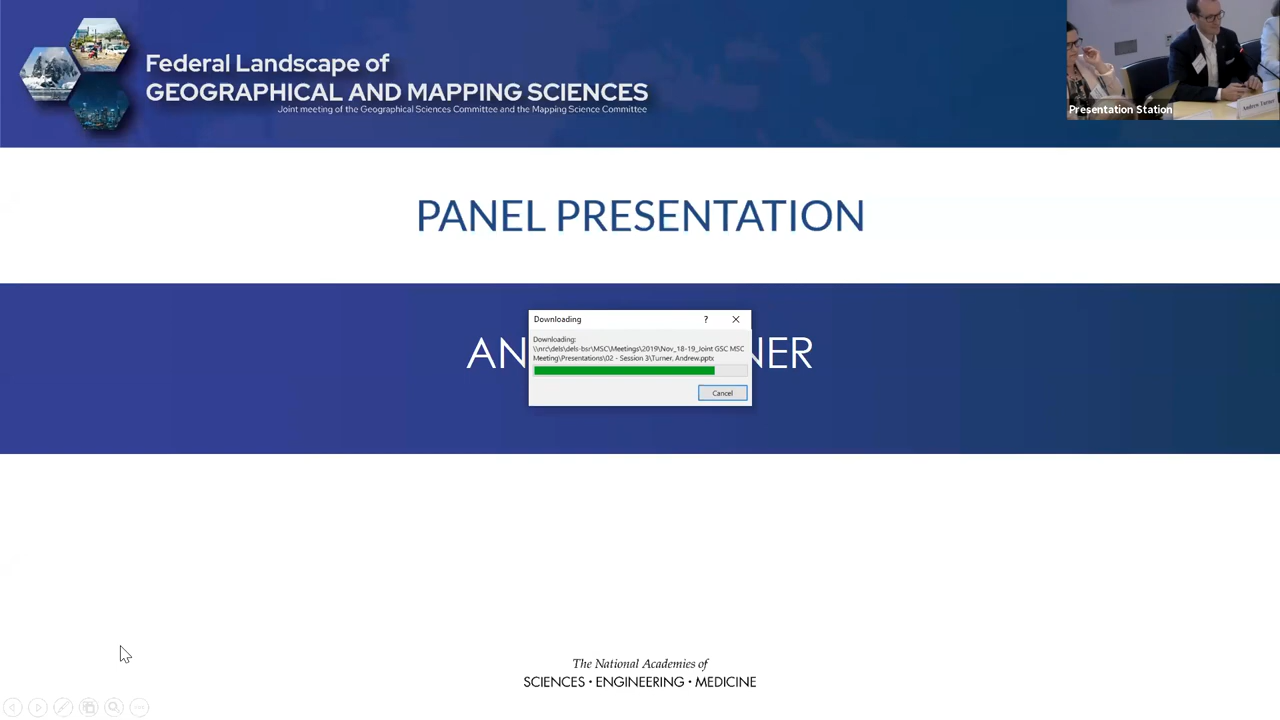 Federal Landscape of
GEOGRAPHICAL AND MAPPING SCIENCES
Joint meeting of the Geographical Sciences Committee and the Mapping Science Committee
Presentation Station
Andrew Turner
PANEL PRESENTATION
AN
NER
Downloading
?
Downloading:
\\nrc\dels\dels-bsr\MSC\Meetings\2019\Nov_18-19_Joint GSC MSC
Meeting\Presentations\02 - Session 3\Turner, Andrew.pptx
Cancel
The National Academies of
SCIENCES • ENGINEERING • MEDICINE